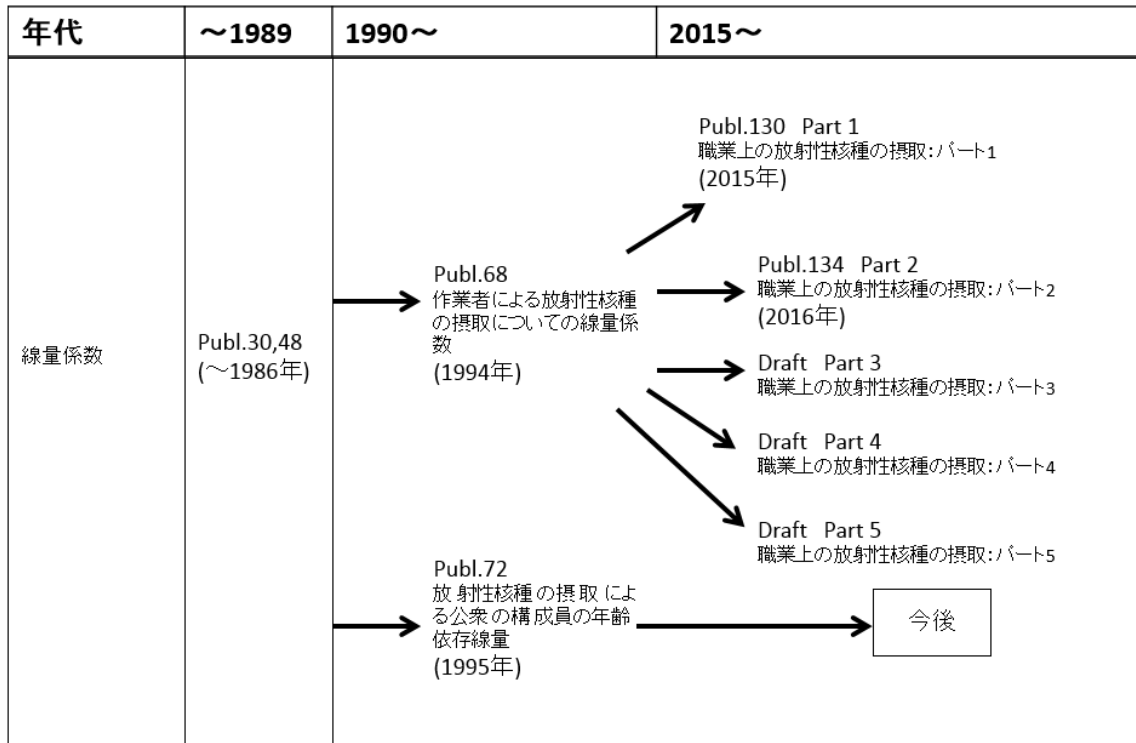 年代
～1989
1990～
2015～
線量係数
Publ.30,48
(～1986年)
Publ.68
作業者による放射性核種
の摂取についての線量係
数
(1994年)
Publ.72
放射性核種の摂取によ
る公衆の構成員の年齢
依存線量
(1995年)
Publ.130 Part 1
職業上の放射性核種の摂取：パート1
(2015年)
Publ.134 Part 2
職業上の放射性核種の摂取：パート2
(2016年)
Draft Part 3
職業上の放射性核種の摂取：パート3
Draft Part 4
職業上の放射性核種の摂取：パート4
Draft Part 5
職業上の放射性核種の摂取：パート5
今後